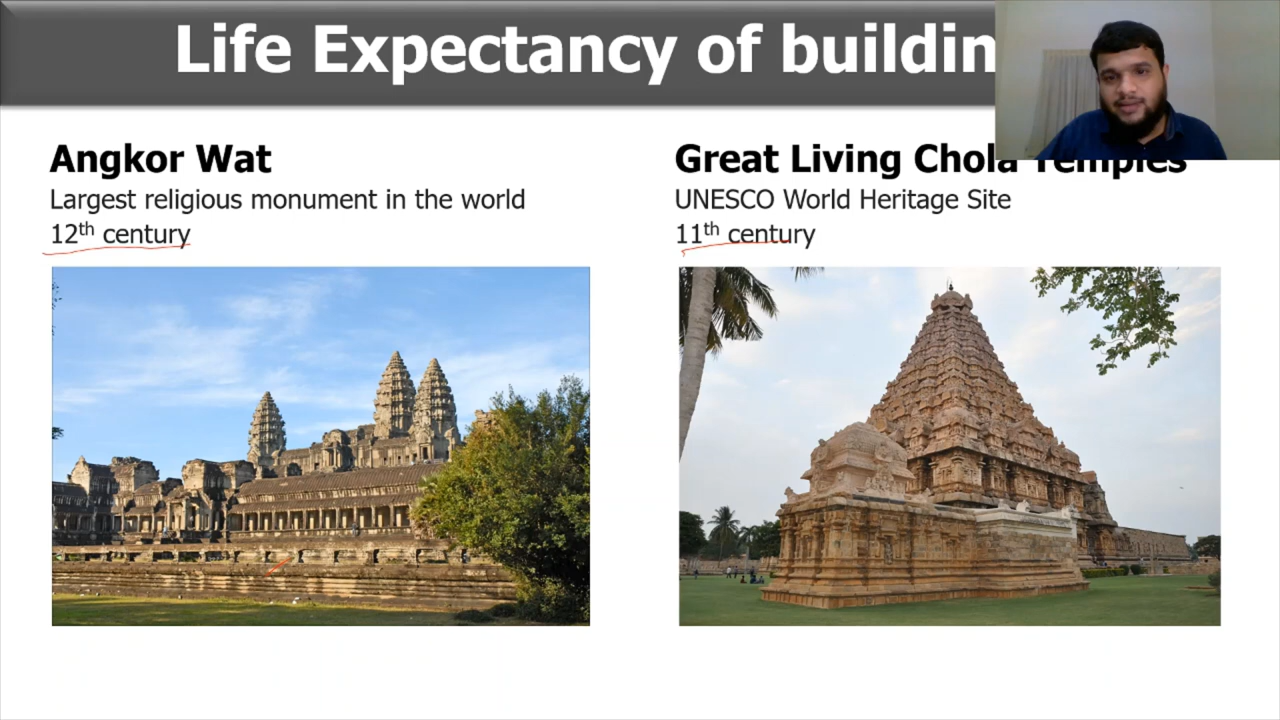 Life Expectancy of buildin
Angkor Wat
Largest religious monument in the world
12th century
Great Living Chola Temples
UNESCO World Heritage Site
11th century